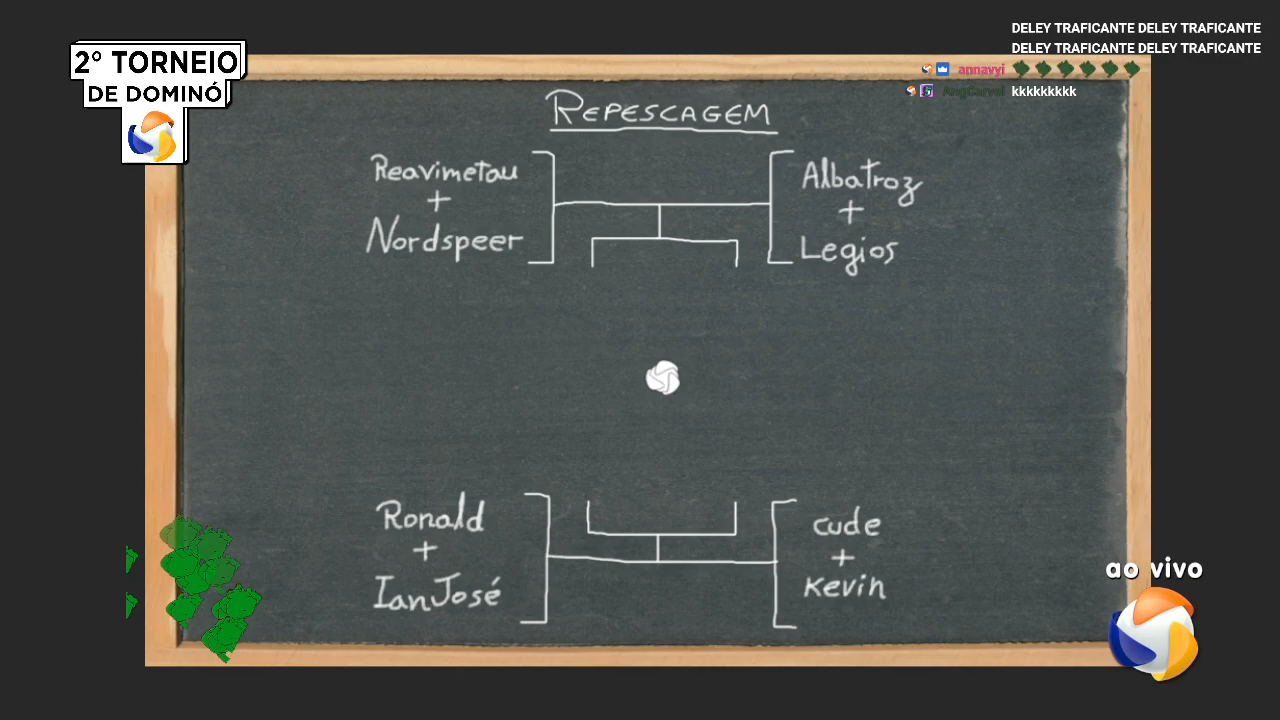 DELEY TRAFICANTE DELEY TRAFICANTE
DELEY TRAFICANTE DELEY TRAFICANTE
annavyi
kkkkkkkkk
2º TORNEIO
DE DOMINÓ
REPESCAGEM
Reavimetau
+
Nordspeer
Albatroz
+
Legios
Ronald
+
IanJosé
cude
+
Kevin
ao vivo